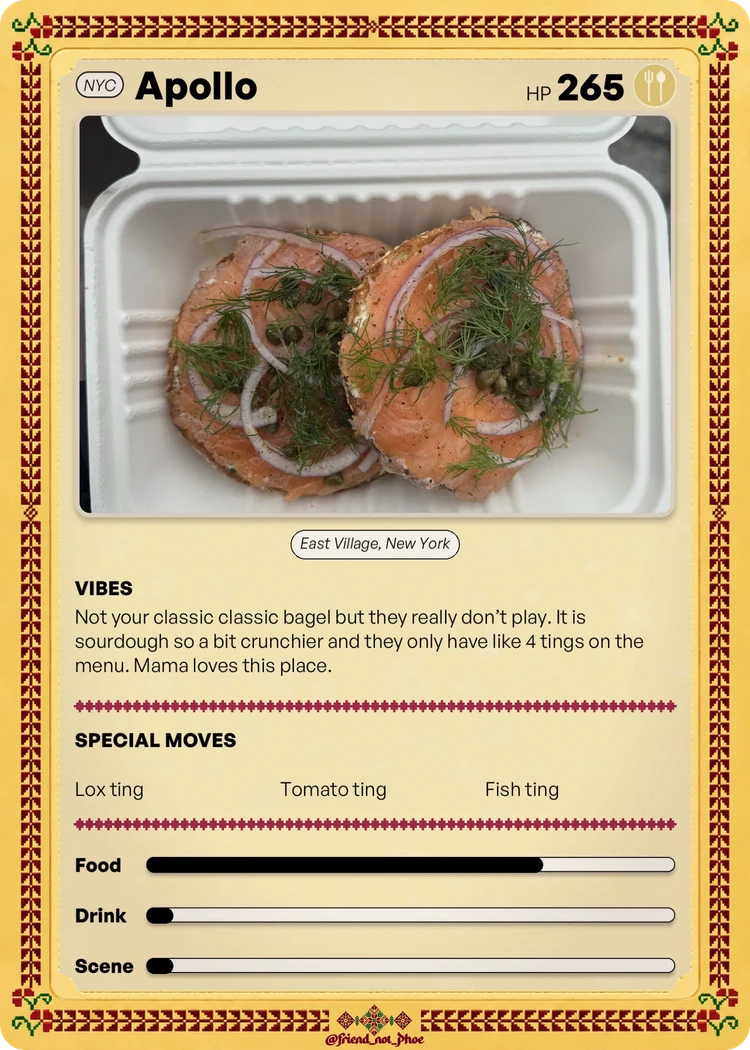 NYC Apollo HP 265
East Village, New York
VIBES
Not your classic classic bagel but they really don't play. It is
sourdough so a bit crunchier and they only have like 4 tings on the
menu. Mama loves this place.
SPECIAL MOVES
Lox ting Tomato ting Fish ting
Food
Drink
Scene
@friend_not_phoe